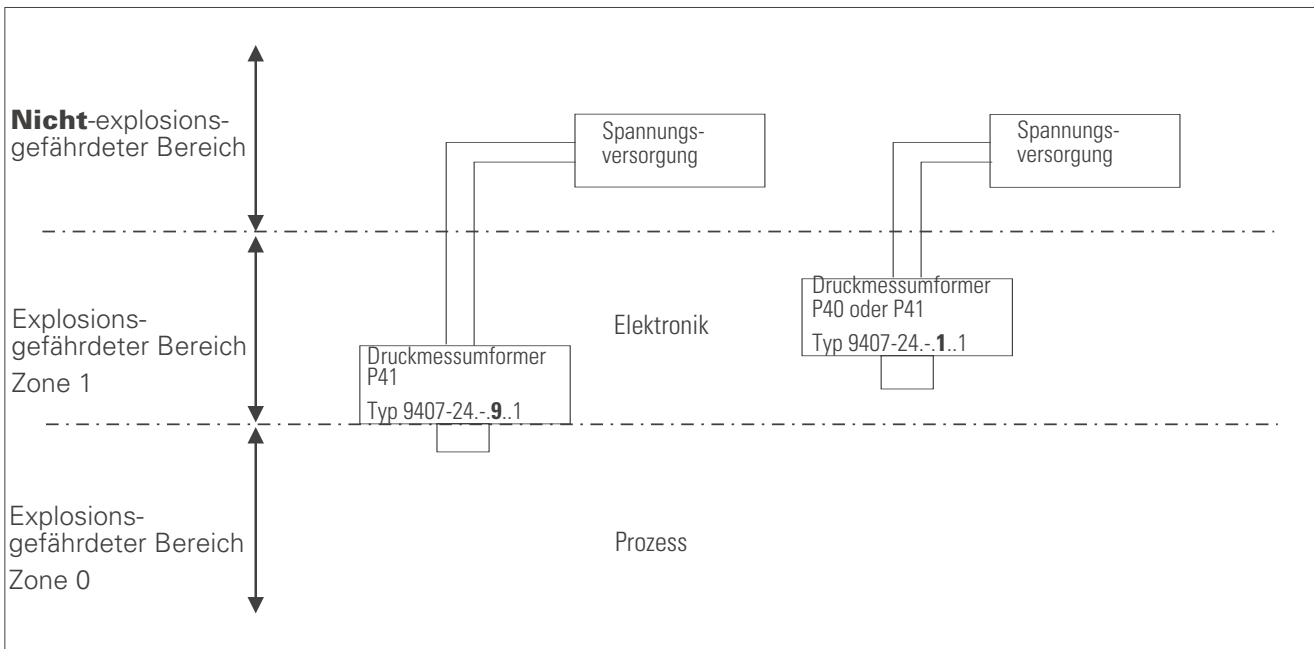 Nicht-explosions-
gefährdeter Bereich
Spannungs-
versorgung
Spannungs-
versorgung
Explosions-
gefährdeter Bereich
Zone 1
Elektronik
Druckmessumformer
P40 oder P41
Typ 9407-24.-.1..1
Druckmessumformer
P41
Typ 9407-24.-.9..1
Explosions-
gefährdeter Bereich
Zone 0
Prozess